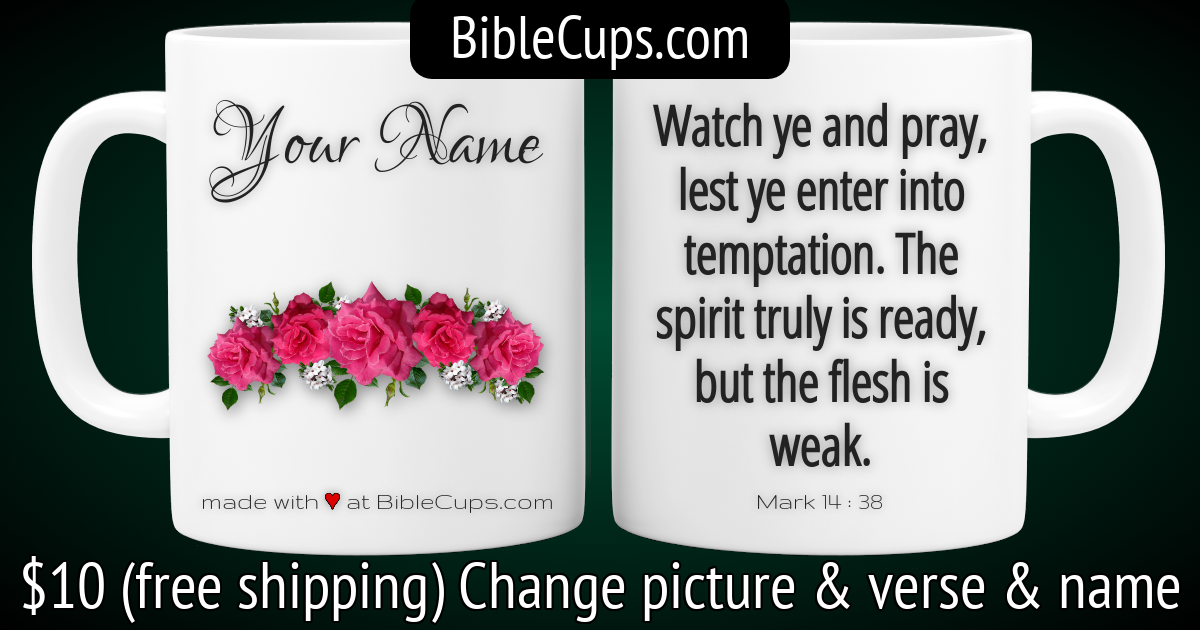 BibleCups.com
Your Name
made with ♥ at BibleCups.com
Watch ye and pray,
lest ye enter into
temptation. The
spirit truly is ready,
but the flesh is
weak.
Mark 14 : 38
$10 (free shipping) Change picture & verse & name